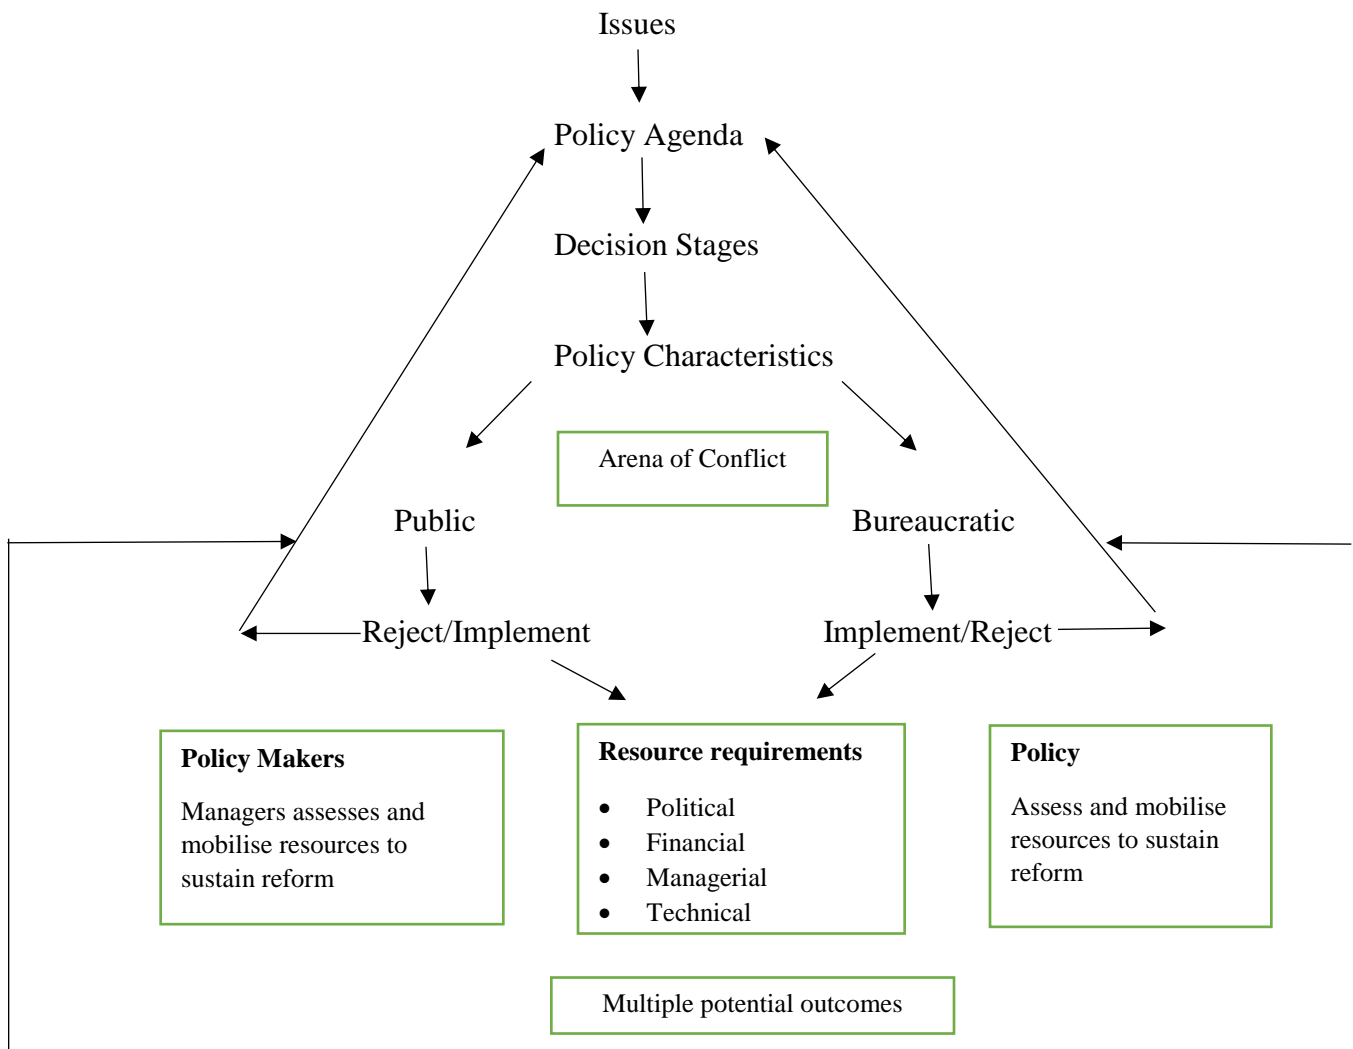 Issues
Policy Agenda
Decision Stages
Policy Characteristics
Arena of Conflict
Public
Bureaucratic
Reject/Implement
Implement/Reject
Policy Makers
Managers assesses and
mobilise resources to
sustain reform
Resource requirements
• Political
• Financial
• Managerial
• Technical
Policy
Assess and mobilise
resources to sustain
reform
Multiple potential outcomes